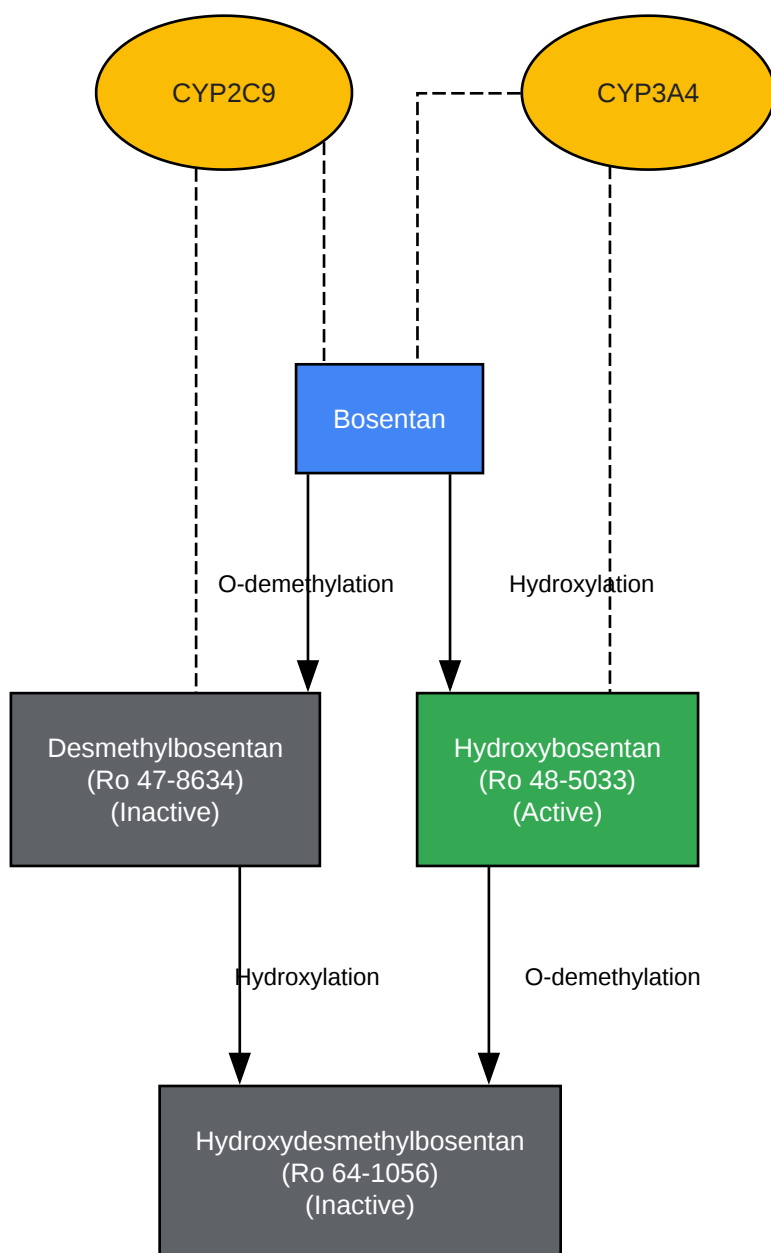 CYP2C9
CYP3A4
Bosentan
O-demethylation
Hydroxylation
Desmethylbosentan
(Ro 47-8634)
(Inactive)
Hydroxybosentan
(Ro 48-5033)
(Active)
Hydroxylation
O-demethylation
Hydroxydesmethylbosentan
(Ro 64-1056)
(Inactive)